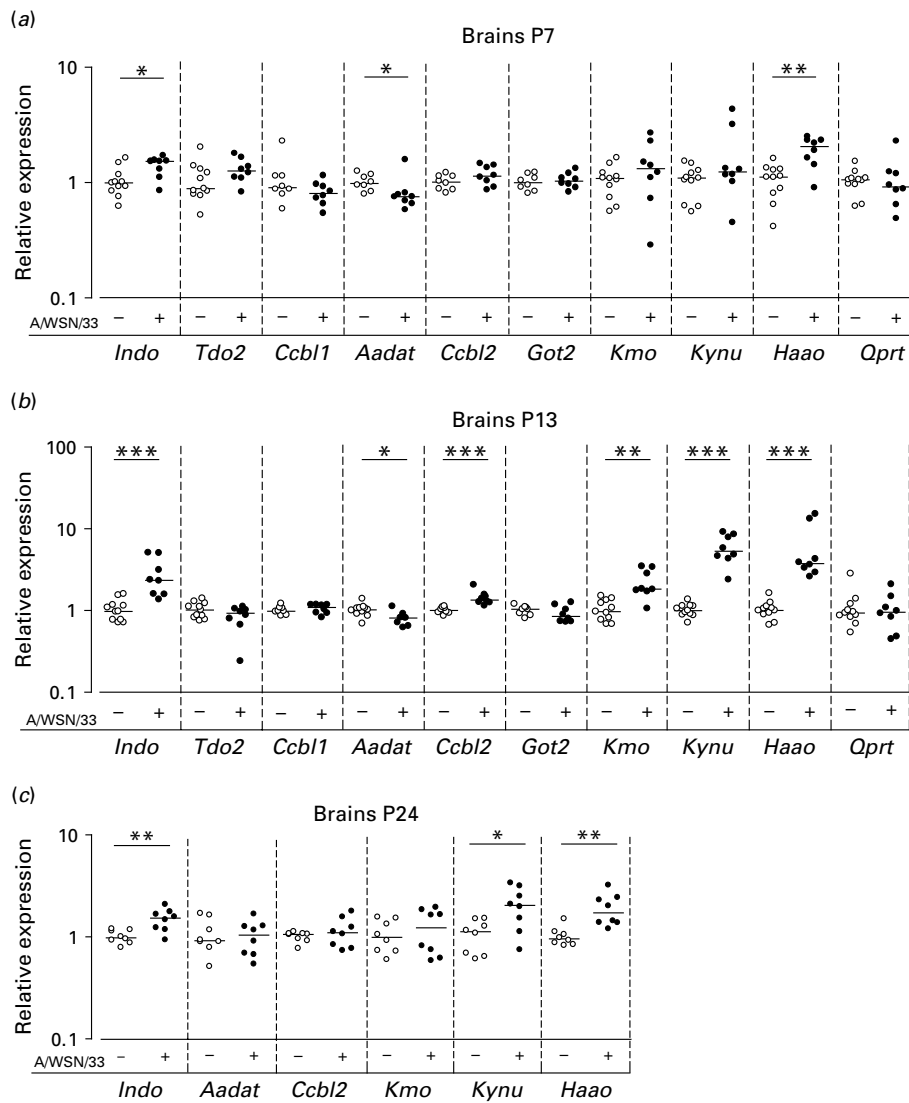 (a)
Brains P7
* * **
10
1
0.1
Relative expression
A/WSN/33 – + – + – + – + – + – + – + – + – + – +
Indo Tdo2 Ccbl1 Aadat Ccbl2 Got2 Kmo Kynu Haao Qprt
(b)
Brains P13
*** * *** ** *** ***
100
10
1
0.1
Relative expression
A/WSN/33 – + – + – + – + – + – + – + – + – + – +
Indo Tdo2 Ccbl1 Aadat Ccbl2 Got2 Kmo Kynu Haao Qprt
(c)
Brains P24
** * **
10
1
0.1
Relative expression
A/WSN/33 – + – + – + – + – + – +
Indo Aadat Ccbl2 Kmo Kynu Haao